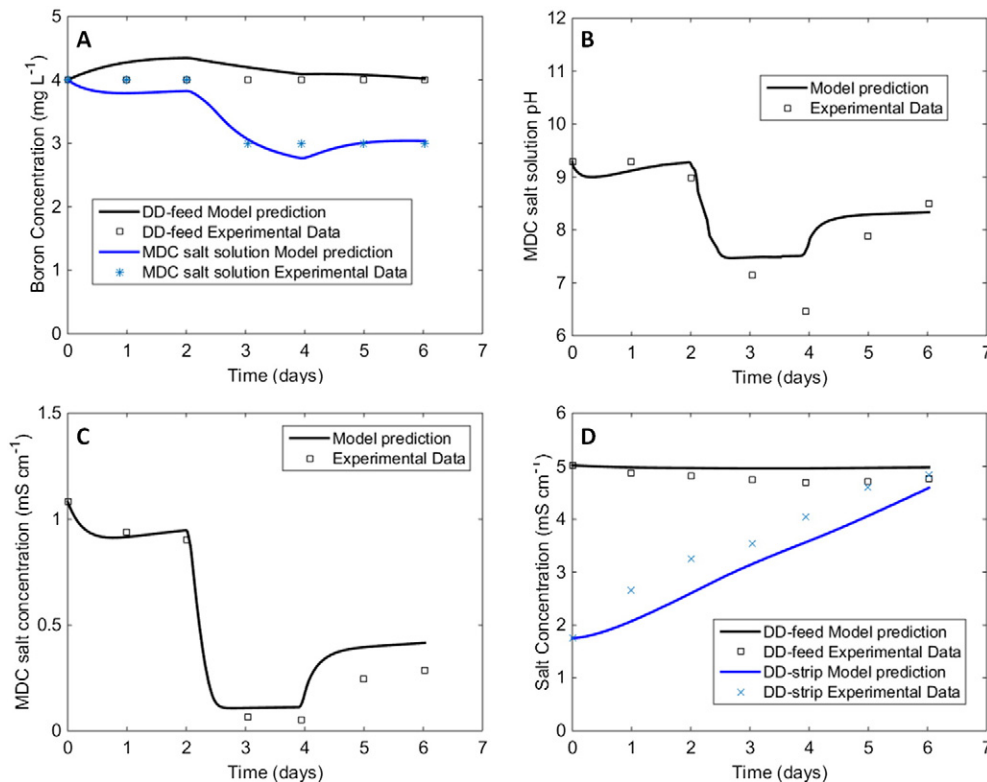 A
Boron Concentration (mg L⁻¹)
5
4
3
2
1
0
DD-feed Model prediction
DD-feed Experimental Data
MDC salt solution Model prediction
MDC salt solution Experimental Data
0 1 2 3 4 5 6 7
Time (days)
B
MDC salt solution pH
12
10.5
9
7.5
6
Model prediction
Experimental Data
0 1 2 3 4 5 6 7
Time (days)
C
MDC salt concentration (mS cm⁻¹)
1.5
1
0.5
0
Model prediction
Experimental Data
0 1 2 3 4 5 6 7
Time (days)
D
Salt Concentration (mS cm⁻¹)
6
5
4
3
2
1
0
DD-feed Model prediction
DD-feed Experimental Data
DD-strip Model prediction
DD-strip Experimental Data
0 1 2 3 4 5 6 7
Time (days)